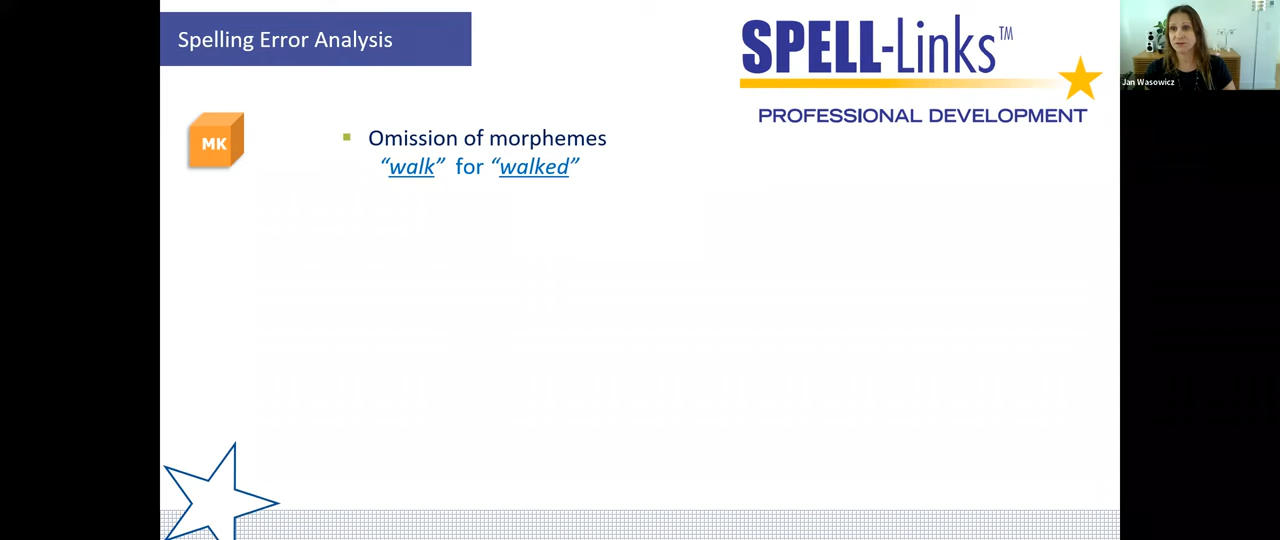 Spelling Error Analysis
SPELL-Links™
PROFESSIONAL DEVELOPMENT
Jan Wasowicz
MK
▪ Omission of morphemes
“walk” for “walked”